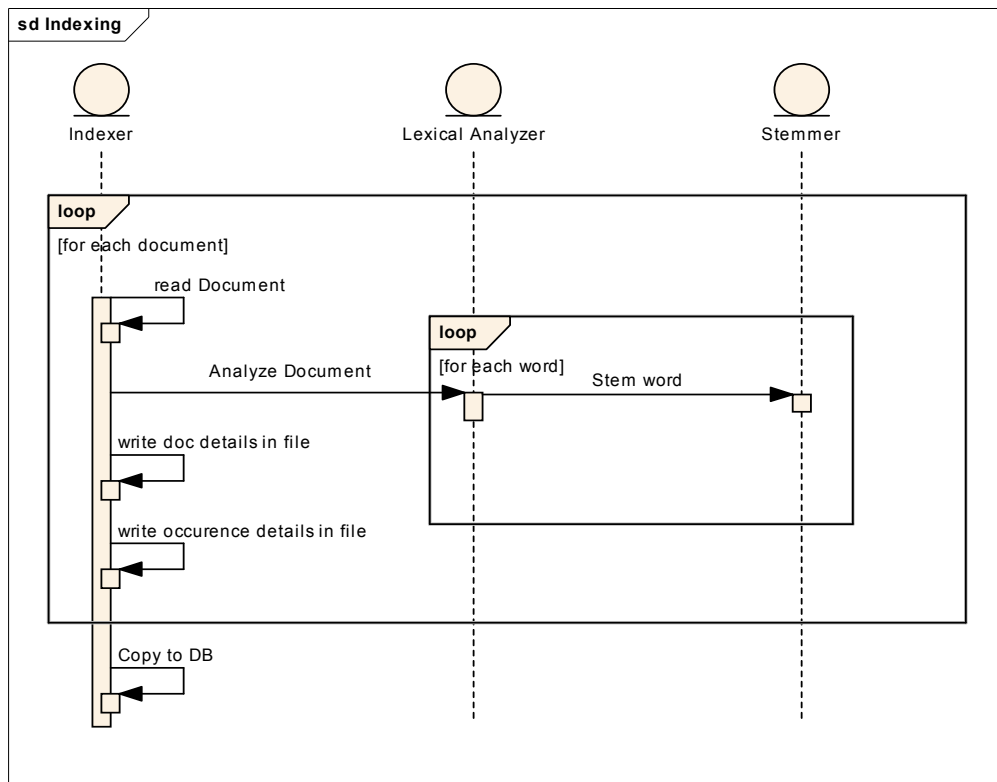 sd Indexing
Indexer
Lexical Analyzer
Stemmer
loop
[for each document]
read Document
loop
[for each word]
Analyze Document
Stem word
write doc details in file
write occurence details in file
Copy to DB